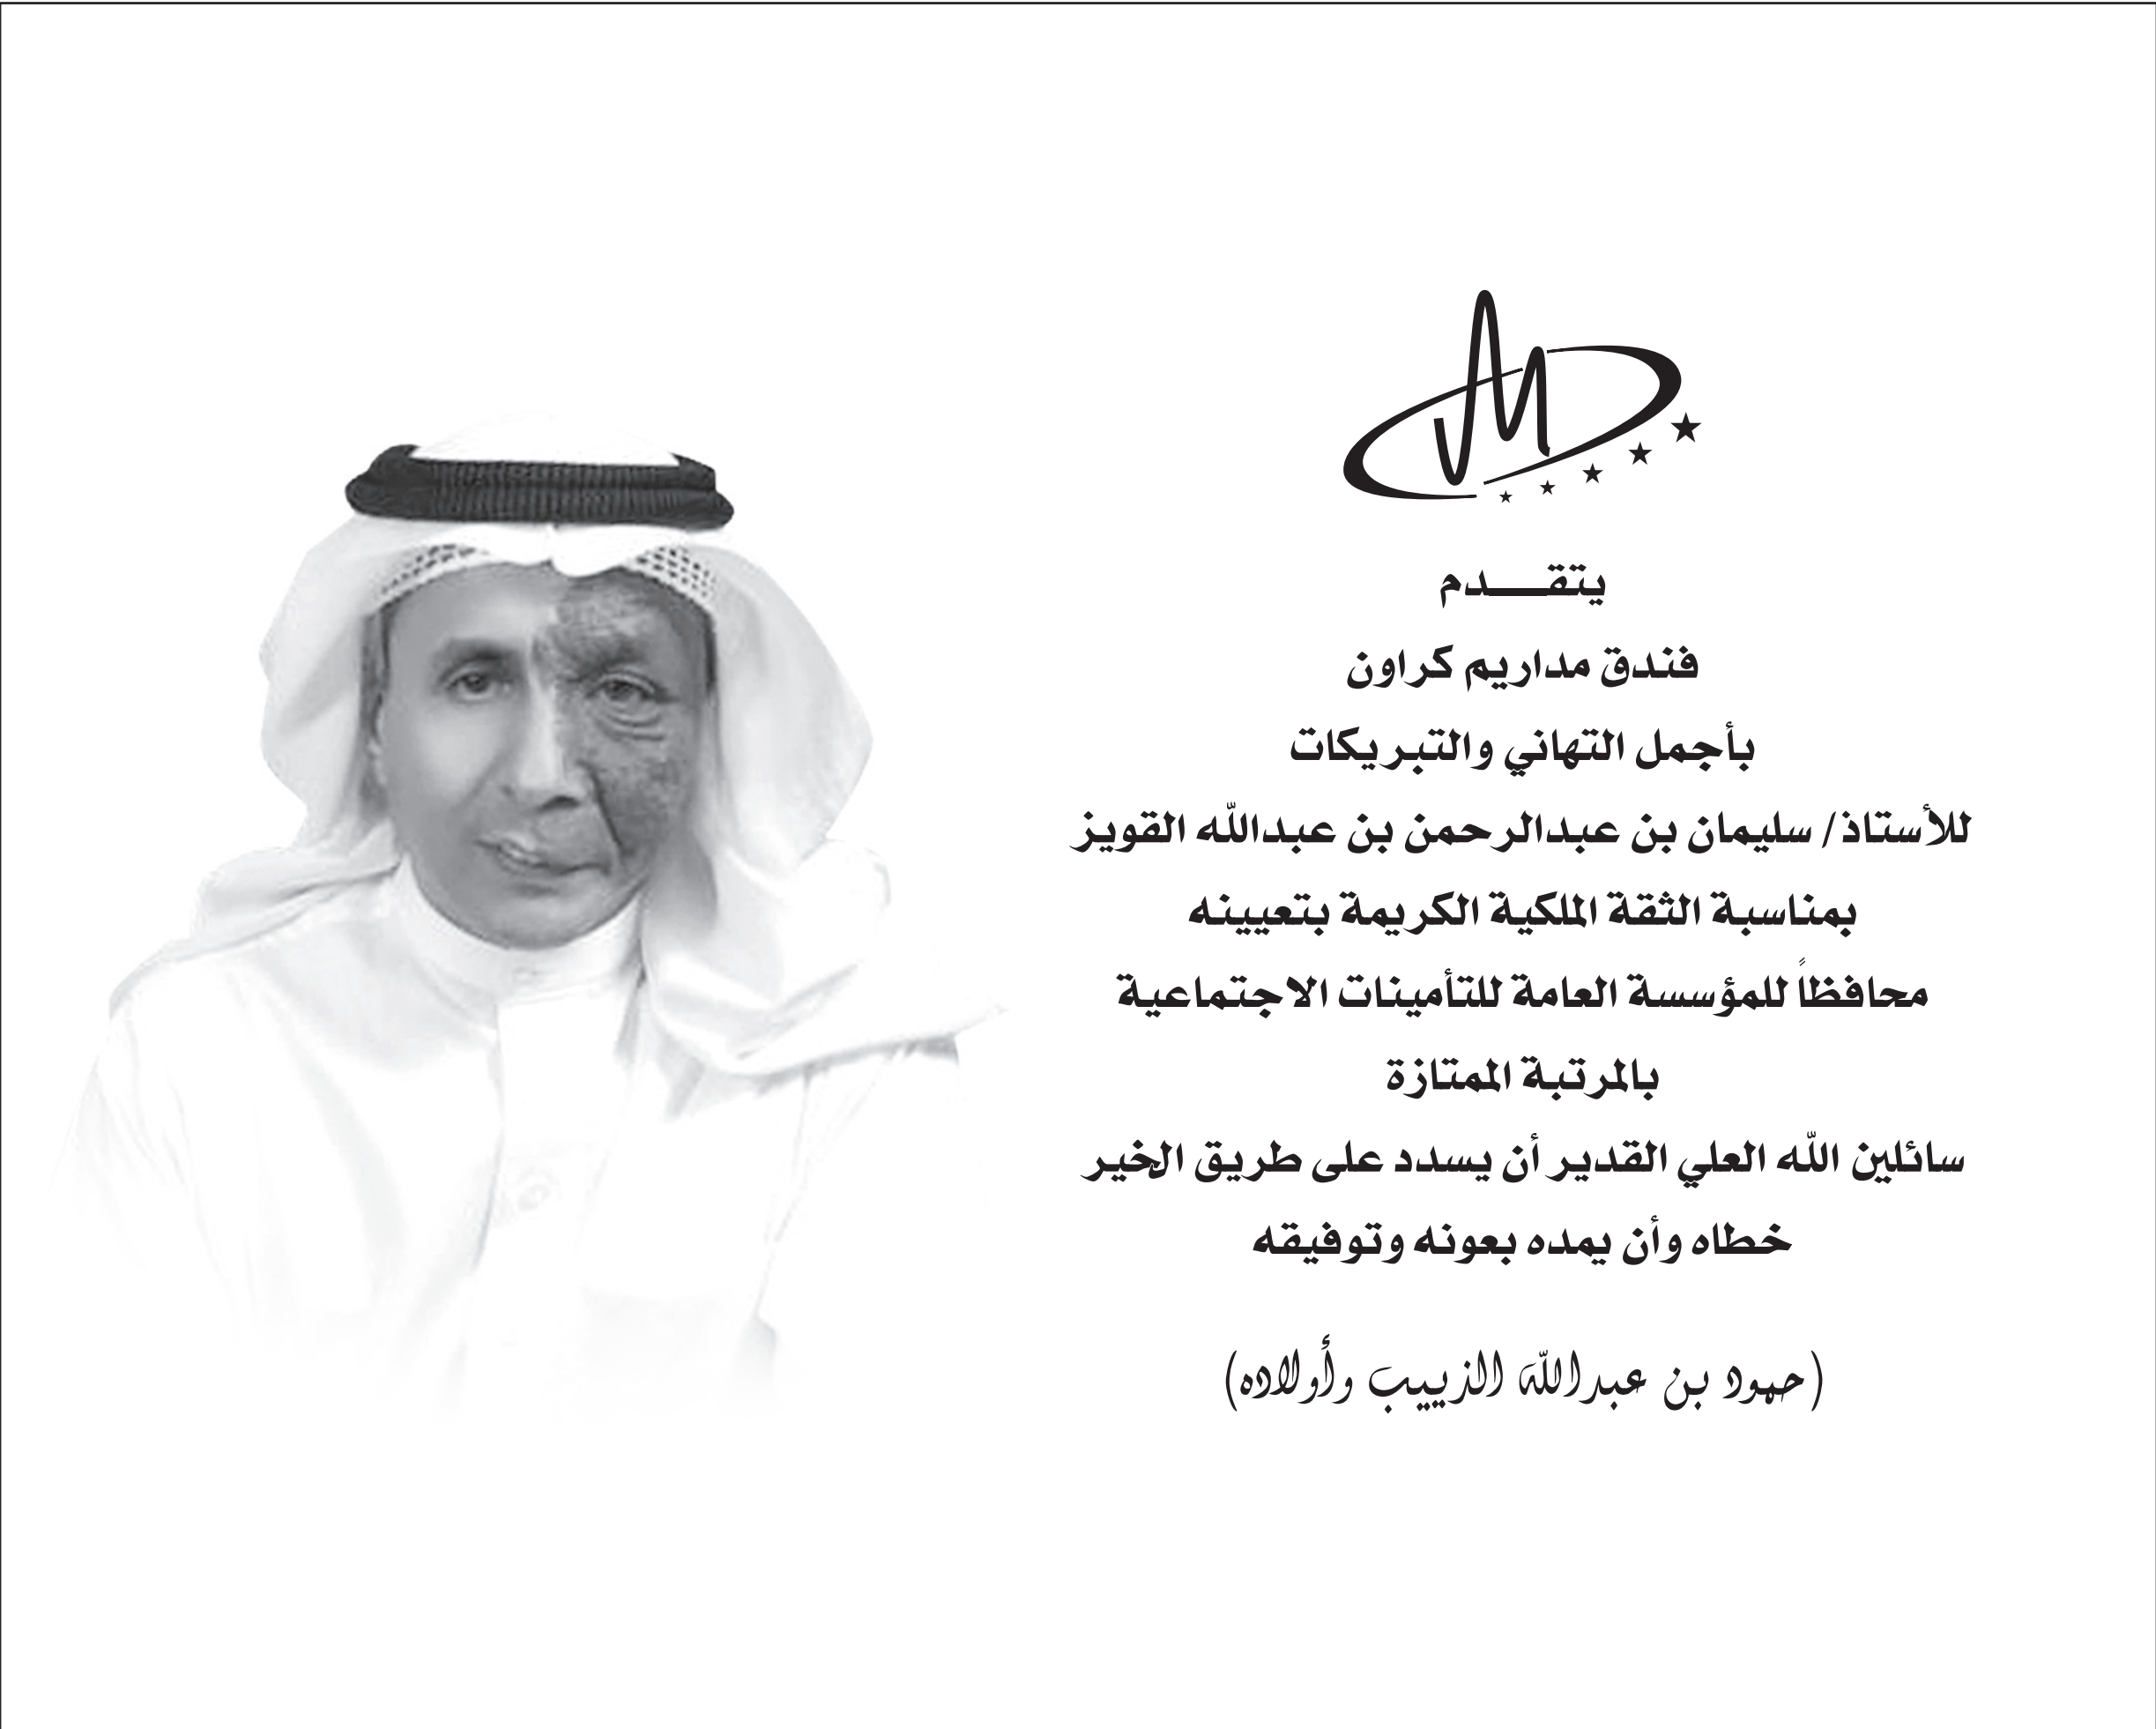 يتقـــــدم
فندق مداريم كراون
بأجمل التهاني والتبريكات
للأستاذ/ سليمان بن عبدالرحمن بن عبدالله القويز
بمناسبة الثقة الملكية الكريمة بتعيينه
محافظاً للمؤسسة العامة للتأمينات الاجتماعية
بالمرتبة الممتازة
سائلين الله العلي القدير أن يسدد على طريق الخير
خطاه وأن يمده بعونه وتوفيقه
(حمود بن عبدالله الذييب وأولاده)